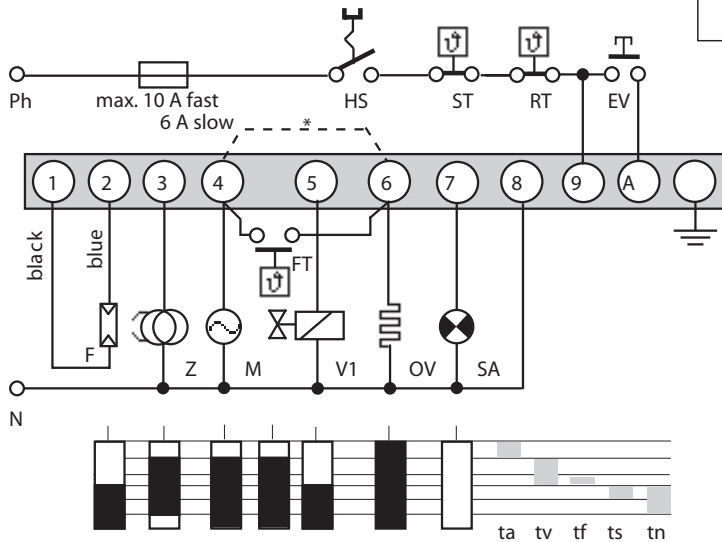 ϑ ϑ
Ph max. 10 A fast HS ST RT EV
6 A slow *
1 2 3 4 5 6 7 8 9 A
black blue FT
ϑ
F Z M V1 OV SA
N
ta tv tf ts tn